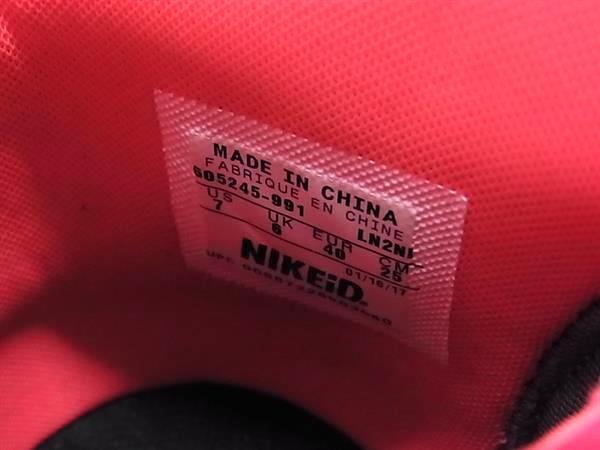 MADE IN CHINA
FABRIQUE EN CHINE
605245-991 LN2NI
US UK EUR CM
7 6 40 25
NIKEiD.
01/16/17
UPC